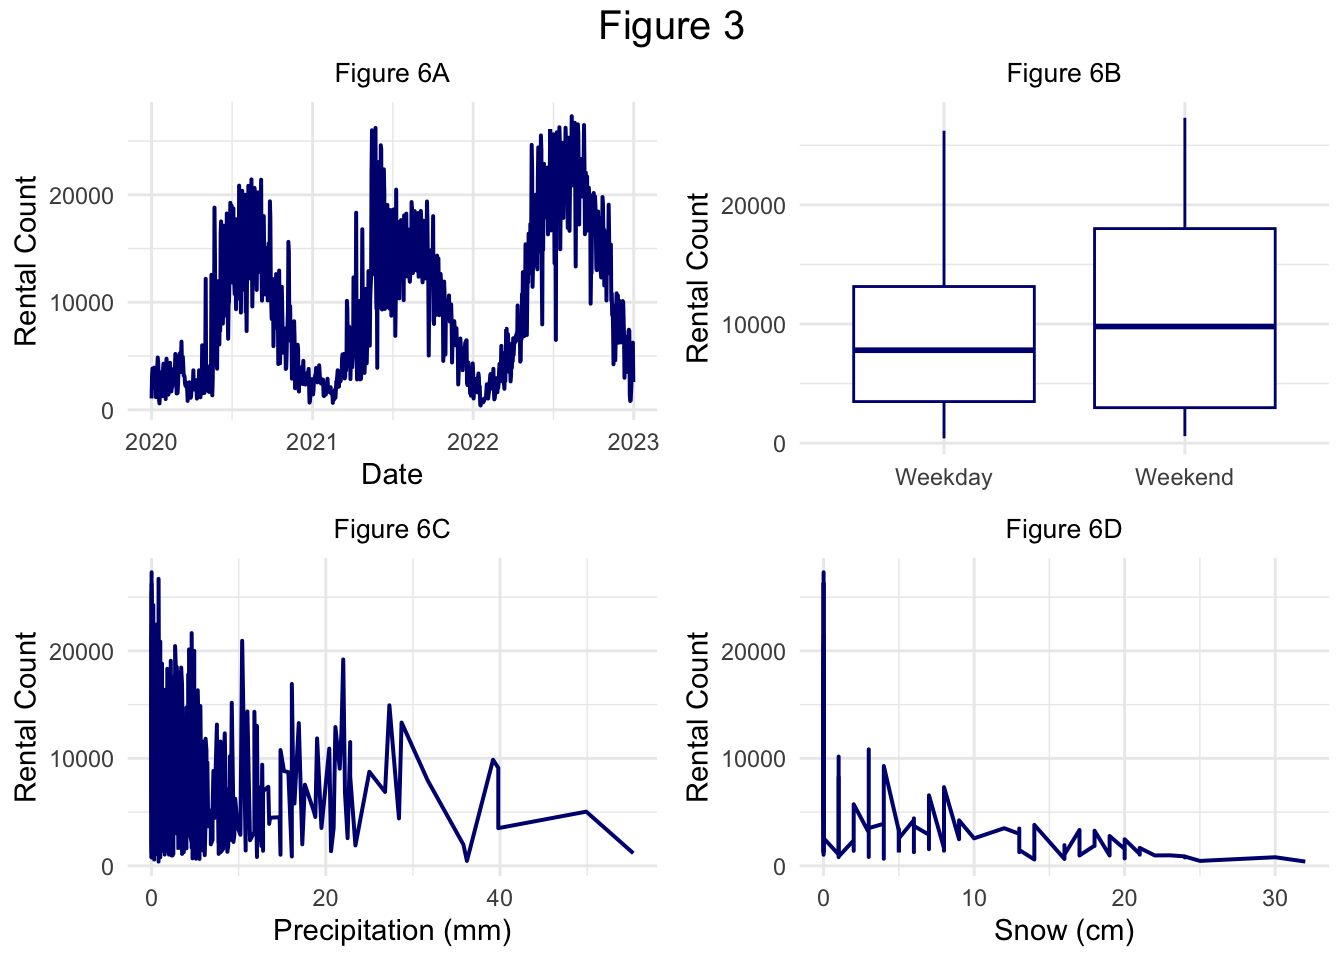 Figure 3
Figure 6A
Rental Count
20000
10000
0
2020 2021 2022 2023
Date
Figure 6B
Rental Count
20000
10000
0
Weekday Weekend
Figure 6C
Rental Count
20000
10000
0
0 20 40
Precipitation (mm)
Figure 6D
Rental Count
20000
10000
0
0 10 20 30
Snow (cm)